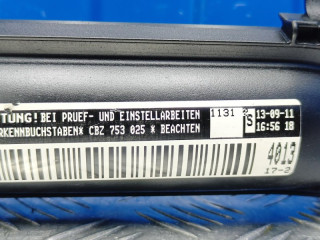 TUNG! BEI PRUEF- UND EINSTELLARBEITEN
RKENNBUCHSTABEN* CBZ 753 025 * BEACHTEN
1131
S
13-09-11
16:56 18
4013
17-2